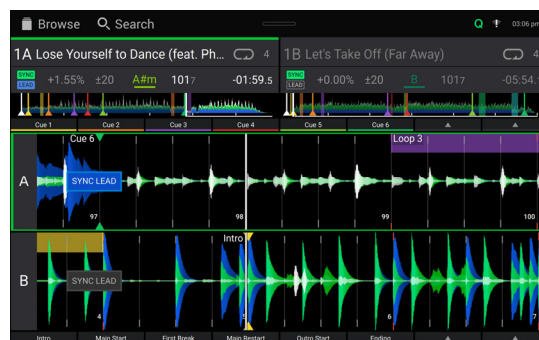 Browse Search Q 03:06 pm
1A Lose Yourself to Dance (feat. Ph... 4
1B Let's Take Off (Far Away) 4
SYNC LEAD +1.55% ±20 A#m 1017 -01:59.5
SYNC LEAD +0.00% ±20 B 1017 -05:54.
Cue 1 Cue 2 Cue 3 Cue 4 Cue 5 Cue 6
Cue 6 Loop 3
A SYNC LEAD
97 98 99 100
Intro
B SYNC LEAD
4 5 6 7
Intro Main Start First Break Main Restart Outro Start Ending